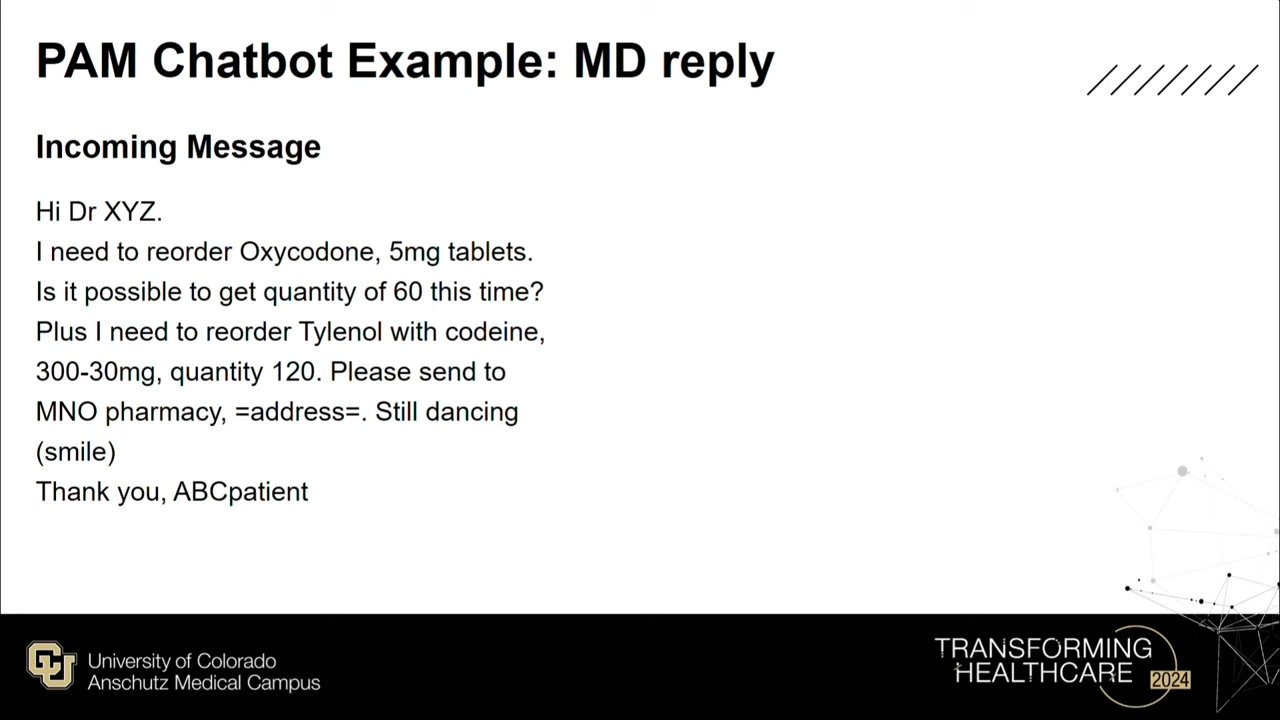 PAM Chatbot Example: MD reply
Incoming Message
Hi Dr XYZ.
I need to reorder Oxycodone, 5mg tablets.
Is it possible to get quantity of 60 this time?
Plus I need to reorder Tylenol with codeine,
300-30mg, quantity 120. Please send to
MNO pharmacy, =address=. Still dancing
(smile)
Thank you, ABCpatient
CU
University of Colorado
Anschutz Medical Campus
TRANSFORMING
HEALTHCARE
2024